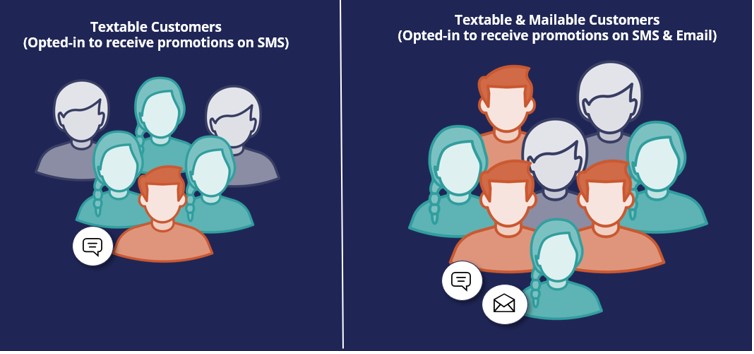 Textable Customers
(Opted-in to receive promotions on SMS)
Textable & Mailable Customers
(Opted-in to receive promotions on SMS & Email)